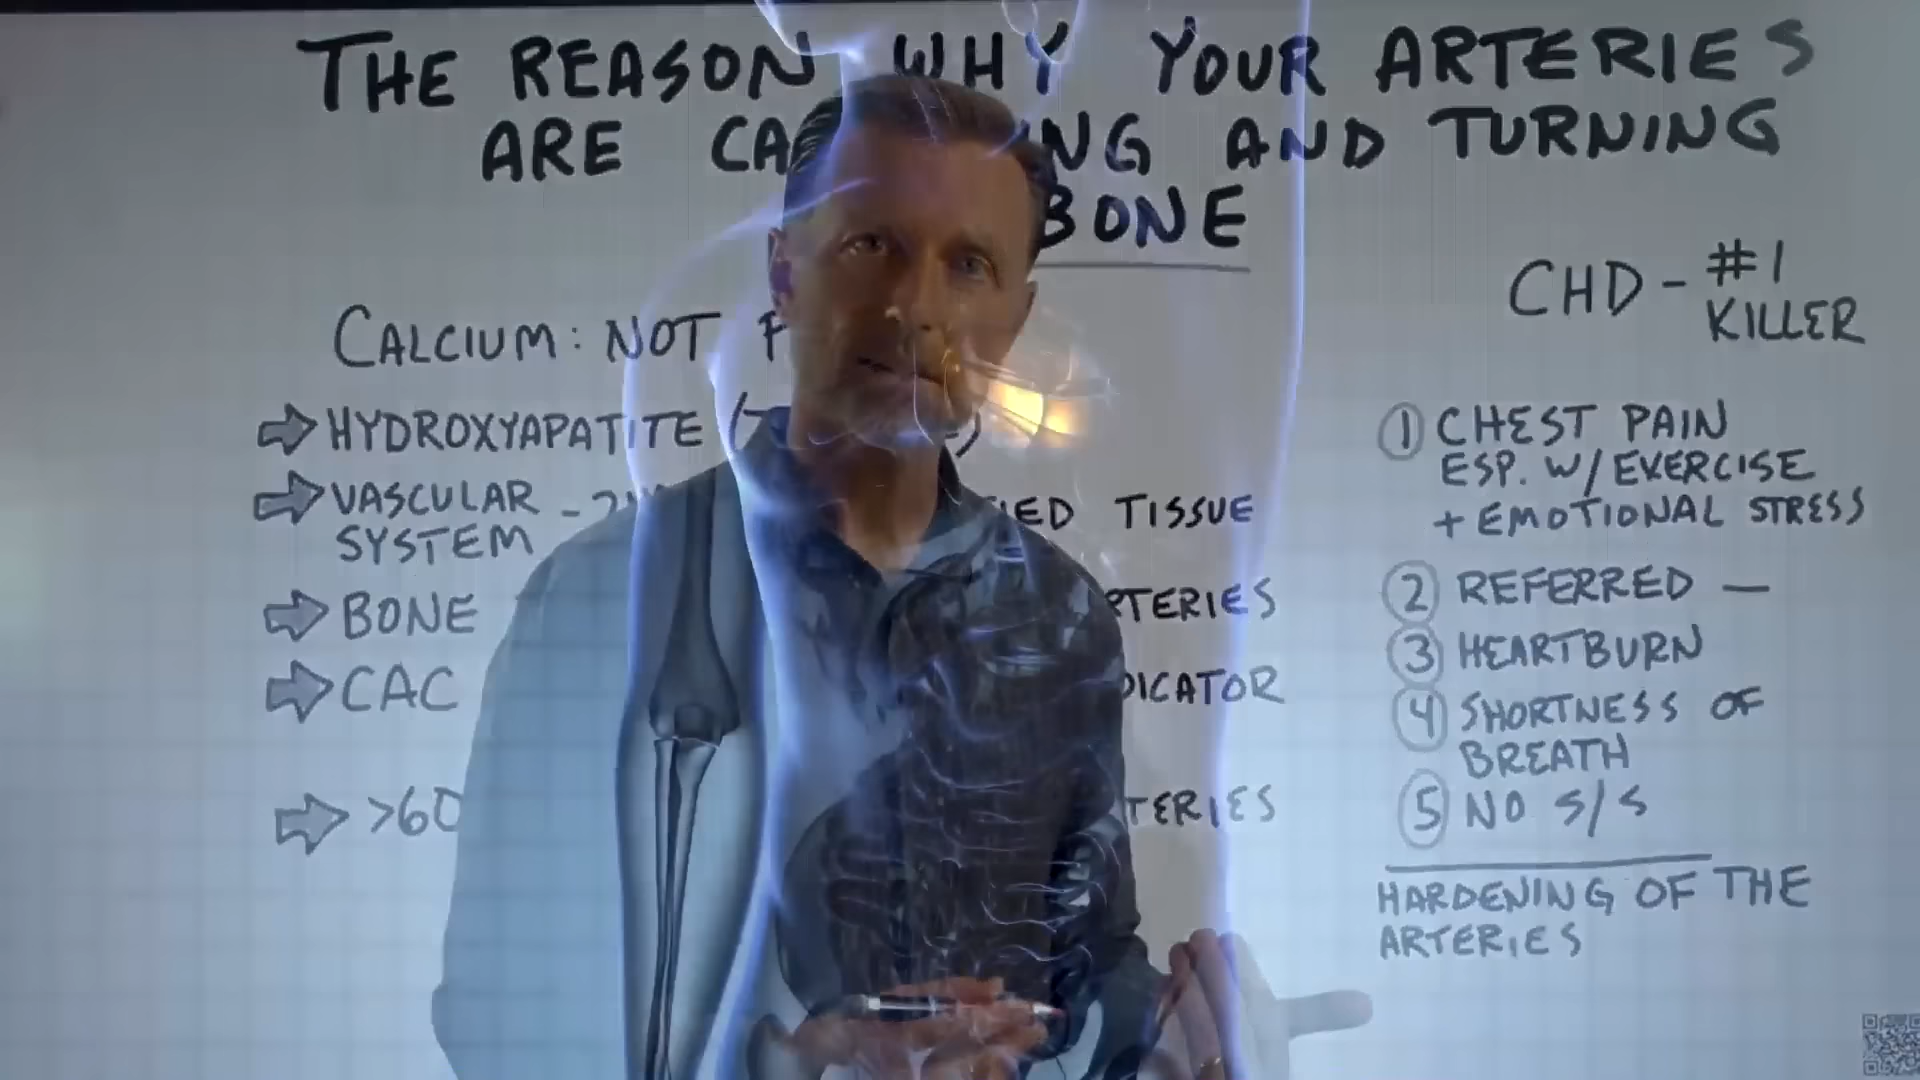 THE REASON WHY YOUR ARTERIES
ARE CA NG AND TURNING
BONE
CALCIUM: NOT
HYDROXYAPATITE
VASCULAR -
SYSTEM
IED TISSUE
BONE
RTERIES
CAC
DICATOR
>60
TERIES
CHD - #1
KILLER
1 CHEST PAIN
ESP. W/ EXERCISE
+ EMOTIONAL STRESS
2 REFERRED —
3 HEARTBURN
4 SHORTNESS OF
BREATH
5 NO S/S
HARDENING OF THE
ARTERIES